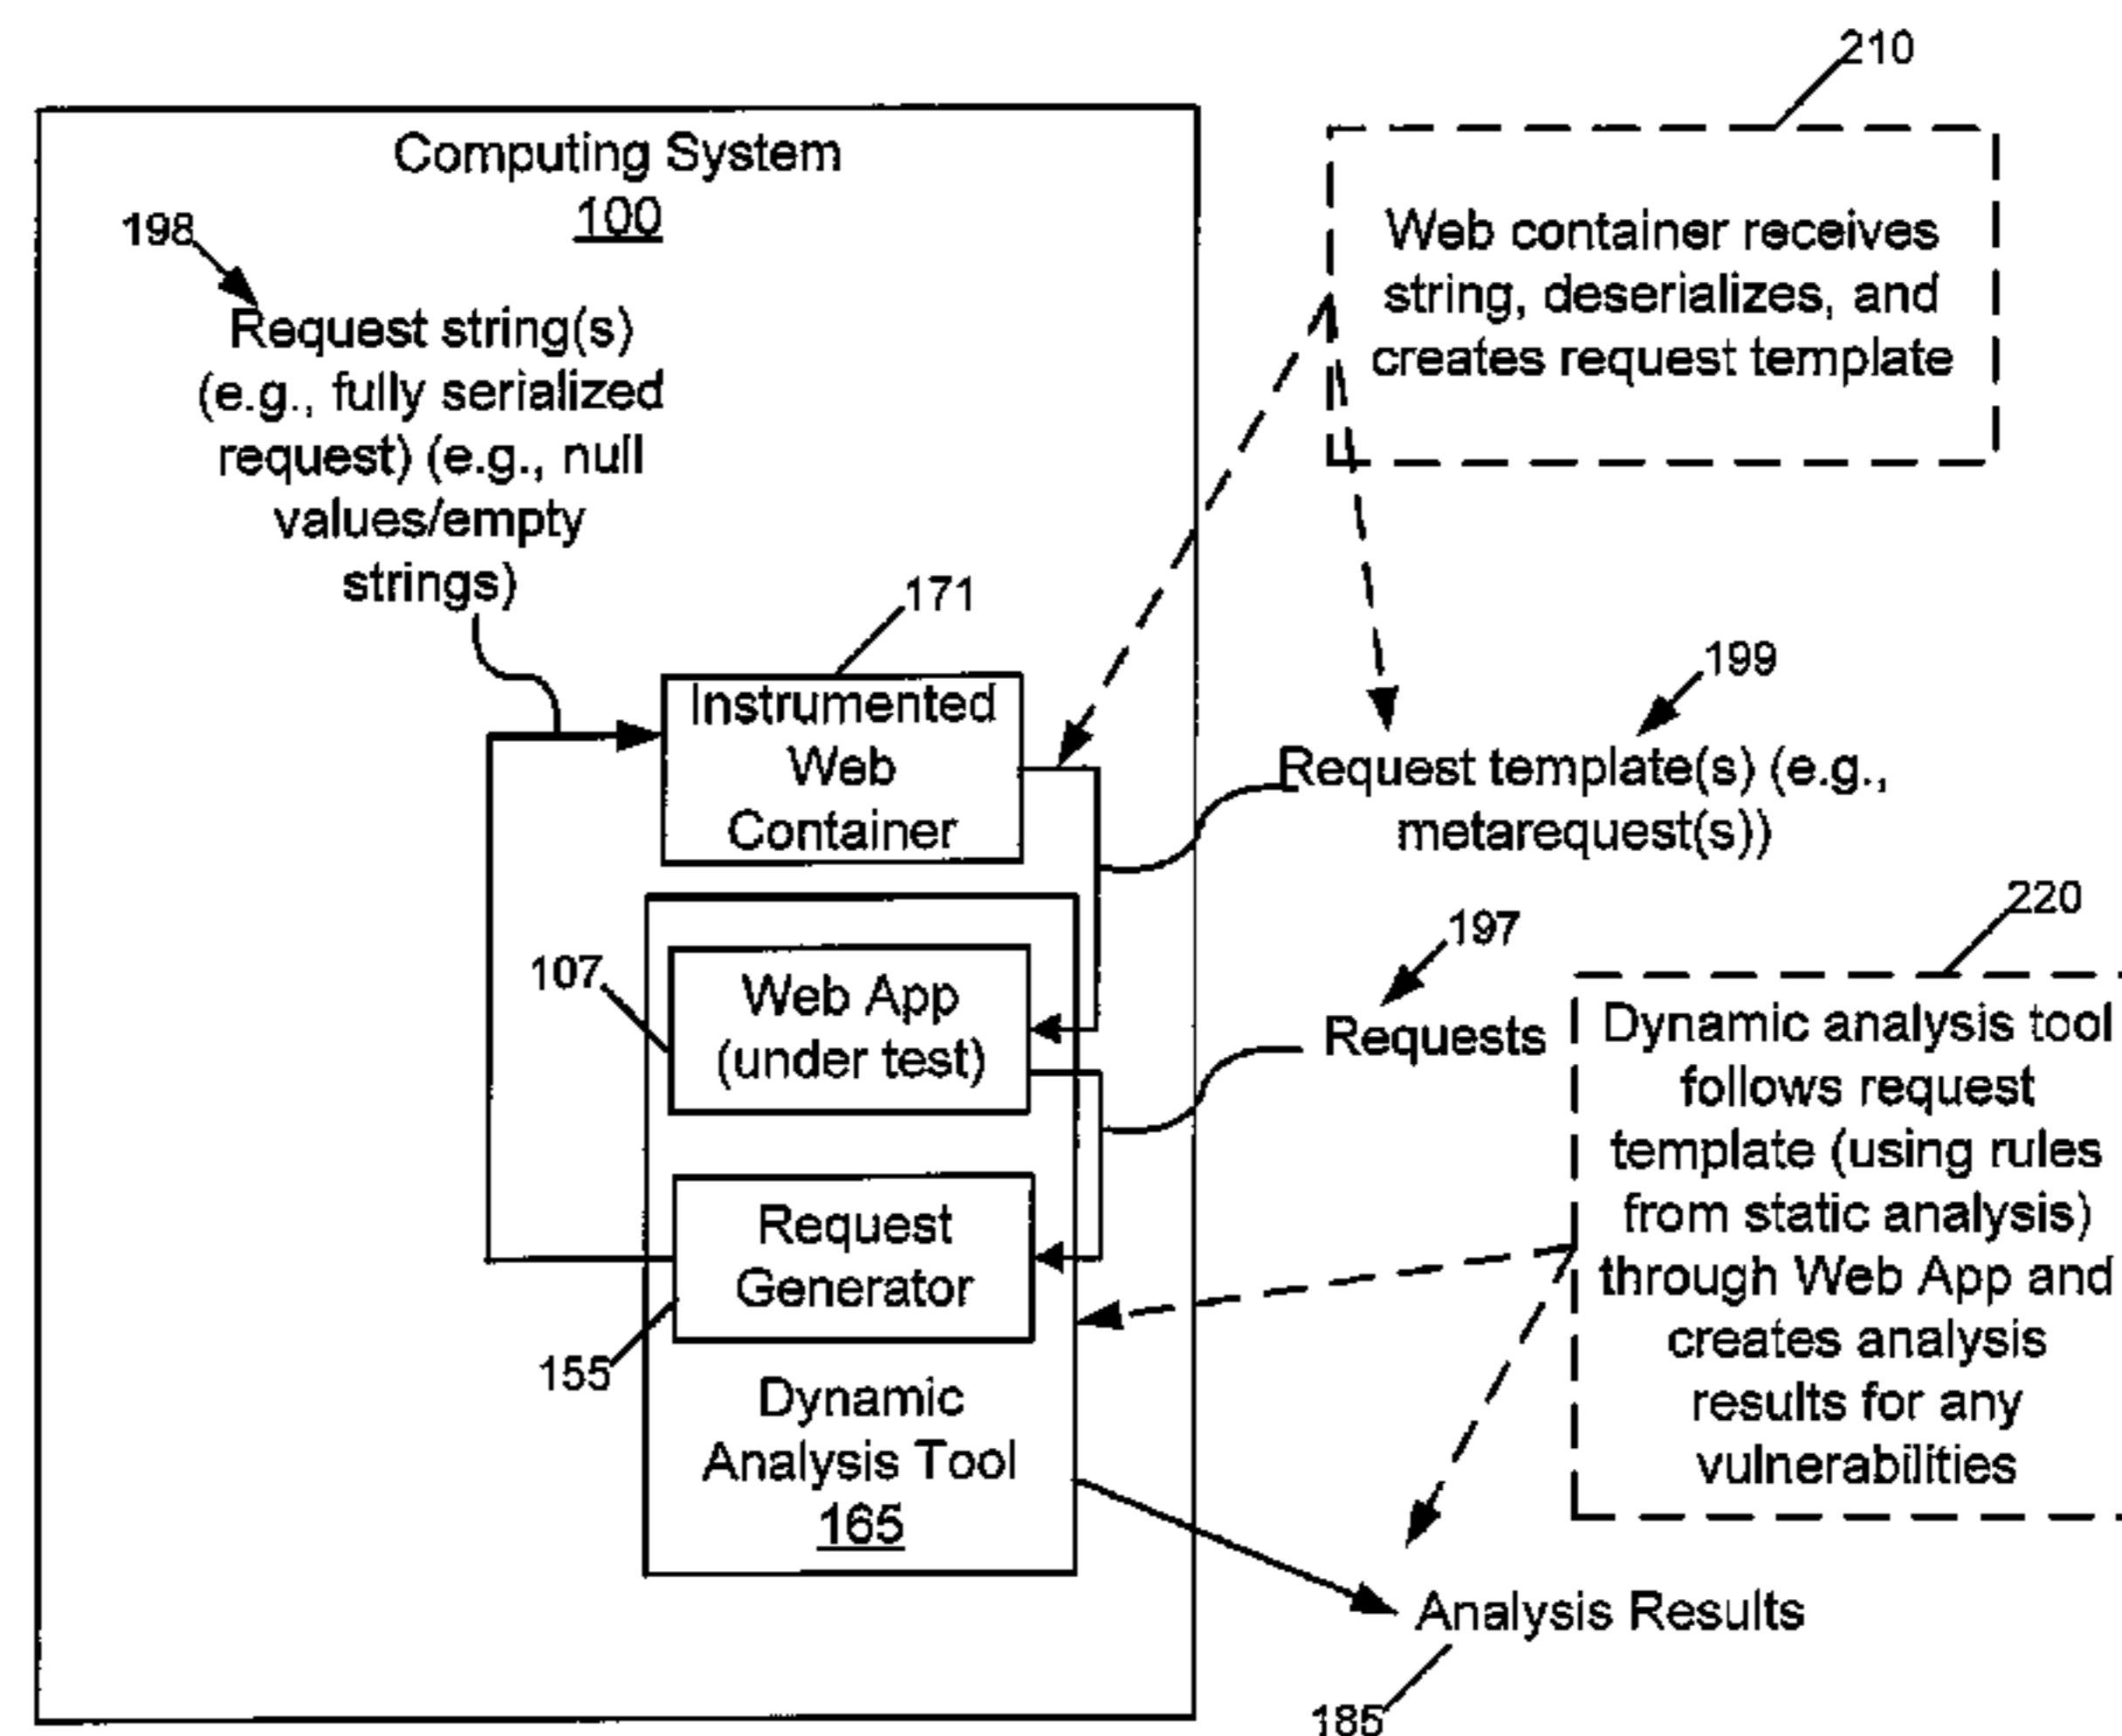 210
Computing System
100
198
Request string(s)
(e.g., fully serialized
request) (e.g., null
values/empty
strings)
Web container receives
string, deserializes, and
creates request template
171
Instrumented
Web
Container
199
Request template(s) (e.g.,
metarequest(s))
107
Web App
(under test)
197
Requests
220
Dynamic analysis tool
follows request
template (using rules
from static analysis)
through Web App and
creates analysis
results for any
vulnerabilities
Request
Generator
155
Dynamic
Analysis Tool
165
Analysis Results
185